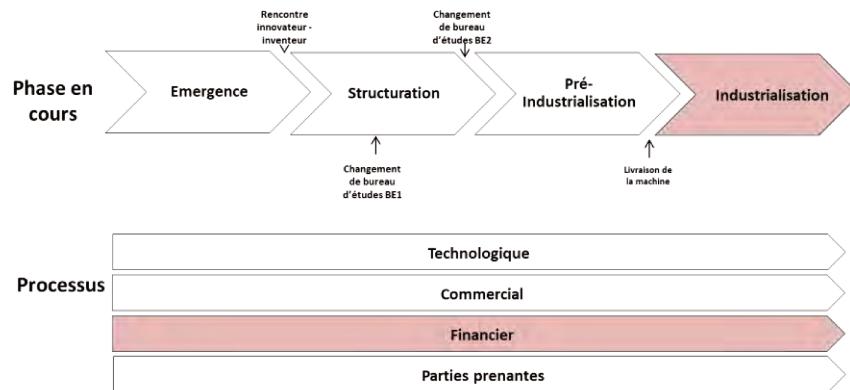 Rencontre
innovateur -
inventeur
Changement
de bureau
d'études BE2
Phase en
cours
Emergence
Structuration
Pré-
Industrialisation
Industrialisation
Changement
de bureau
d'études BE1
Livraison de
la machine
Processus
Technologique
Commercial
Financier
Parties prenantes